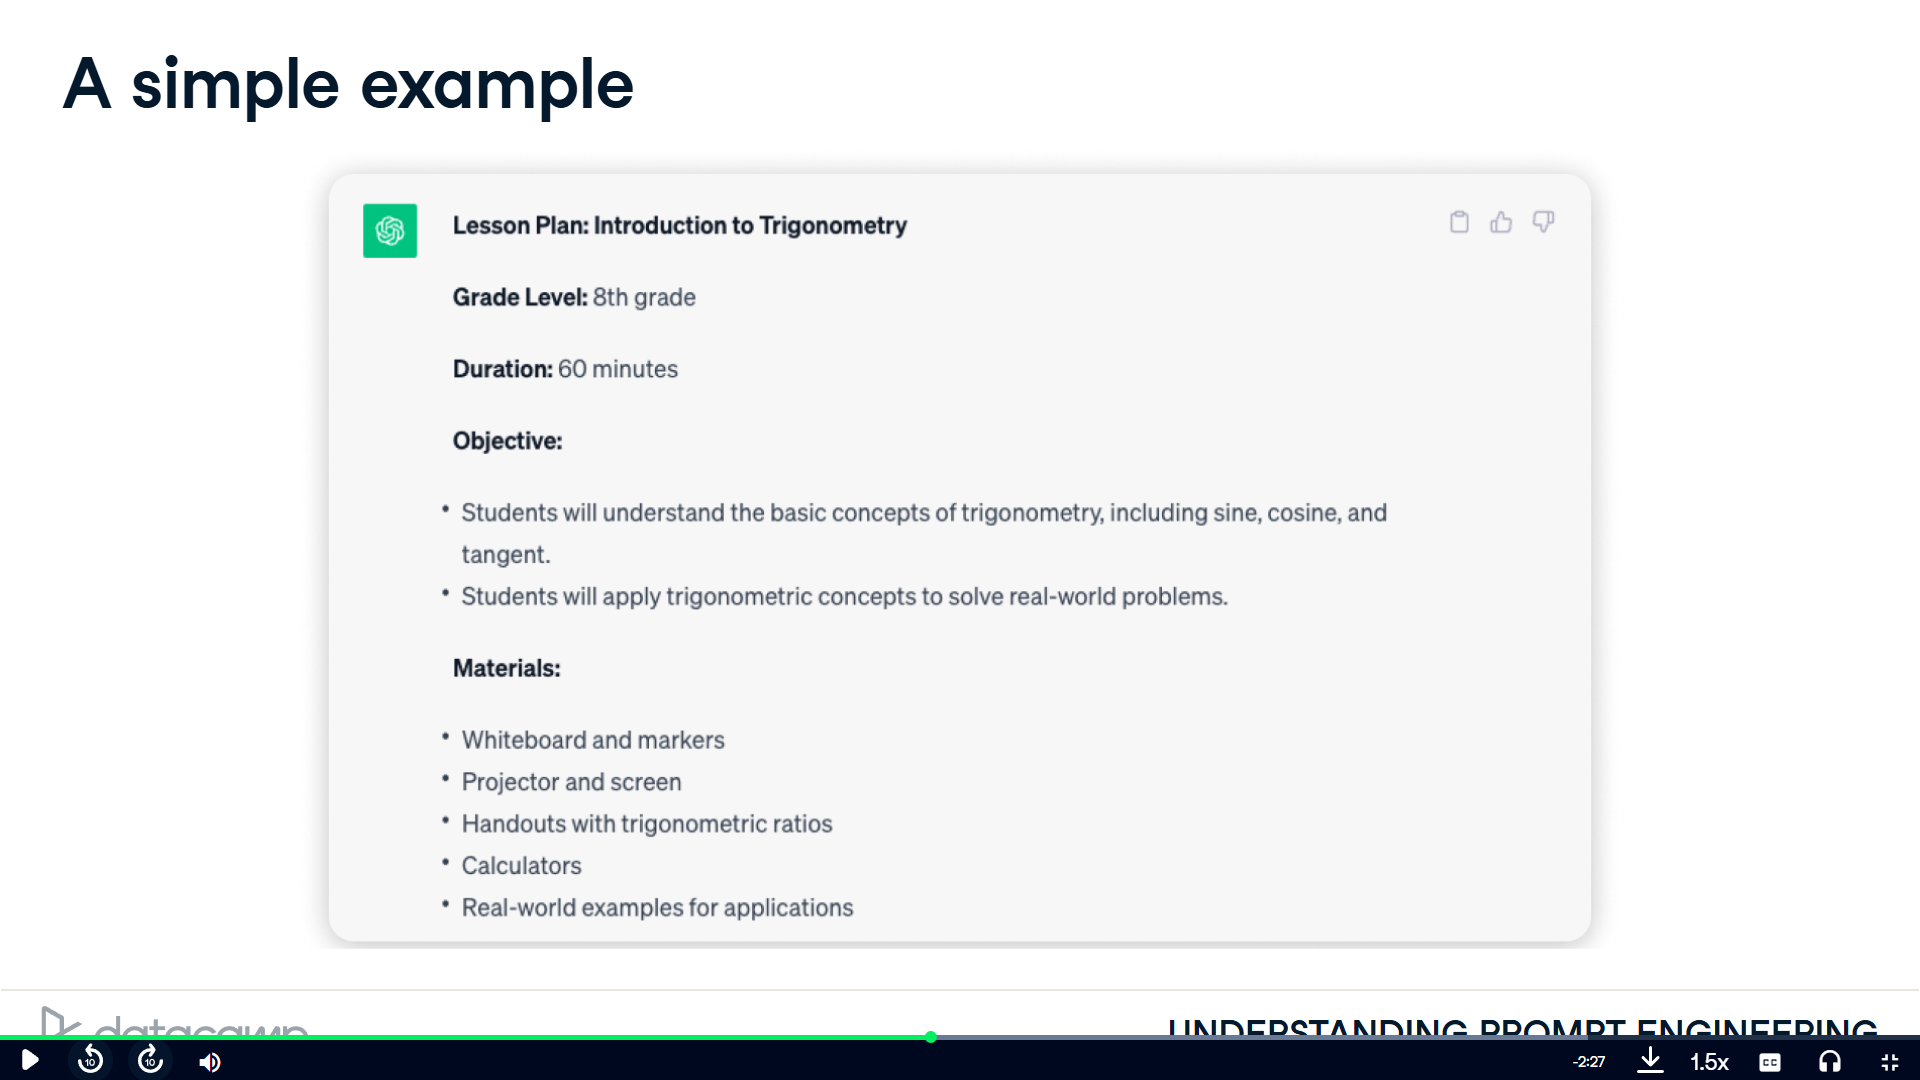 A simple example
Lesson Plan: Introduction to Trigonometry
Grade Level: 8th grade
Duration: 60 minutes
Objective:
• Students will understand the basic concepts of trigonometry, including sine, cosine, and
tangent.
• Students will apply trigonometric concepts to solve real-world problems.
Materials:
• Whiteboard and markers
• Projector and screen
• Handouts with trigonometric ratios
• Calculators
• Real-world examples for applications
datacamp
UNDERSTANDING PROMPT ENGINEERING
10
10
-2:27
1.5x
CC